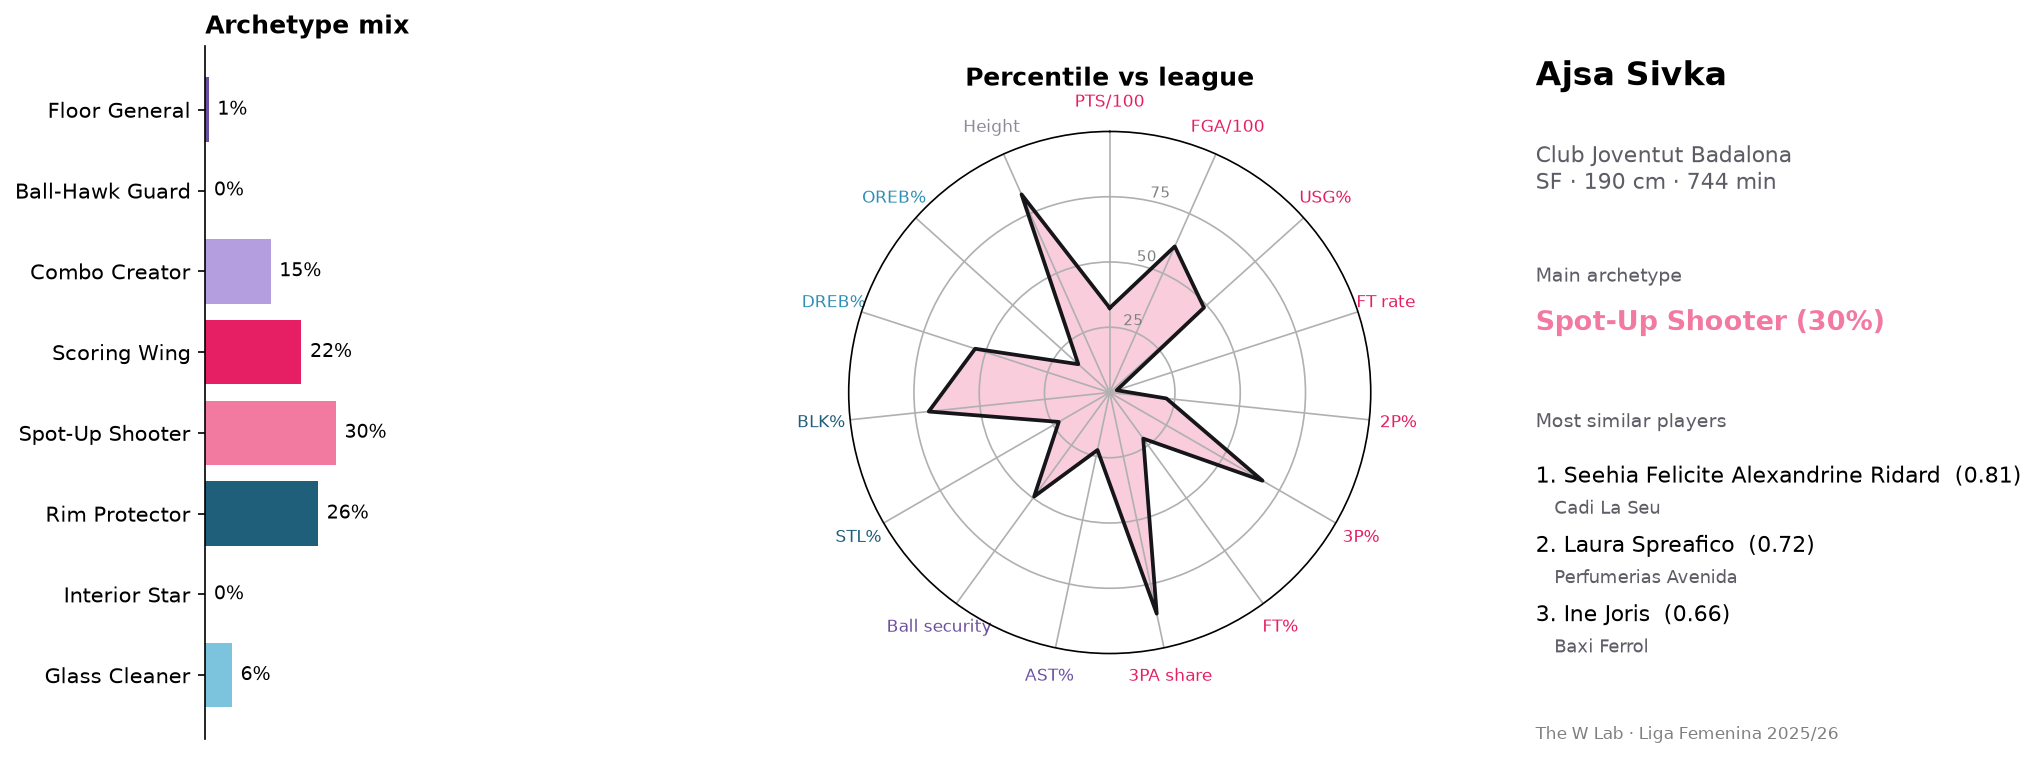 Archetype mix
Floor General
1%
Ball-Hawk Guard
0%
Combo Creator
15%
Scoring Wing
22%
Spot-Up Shooter
30%
Rim Protector
26%
Interior Star
0%
Glass Cleaner
6%
Percentile vs league
PTS/100
FGA/100
USG%
FT rate
2P%
3P%
FT%
3PA share
AST%
Ball security
STL%
BLK%
DREB%
OREB%
Height
75
50
25
Ajsa Sivka
Club Joventut Badalona
SF · 190 cm · 744 min
Main archetype
Spot-Up Shooter (30%)
Most similar players
1. Seehia Felicite Alexandrine Ridard (0.81)
Cadi La Seu
2. Laura Spreafico (0.72)
Perfumerias Avenida
3. Ine Joris (0.66)
Baxi Ferrol
The W Lab · Liga Femenina 2025/26